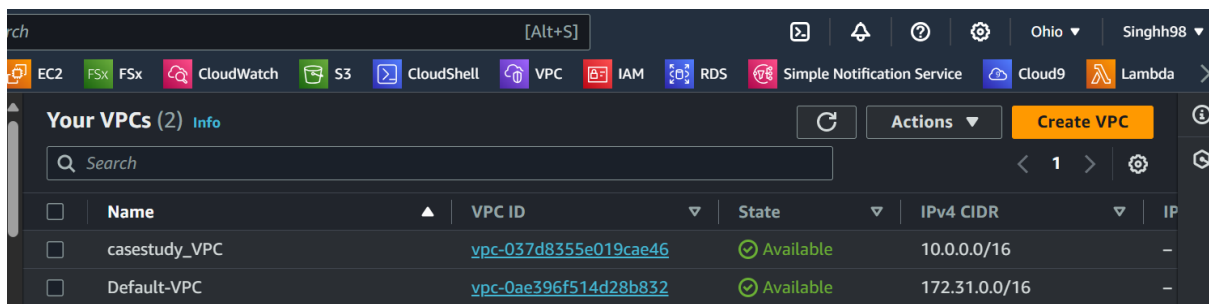 rch [Alt+S] Ohio Singhh98
EC2 FSx FSx CloudWatch S3 CloudShell VPC IAM RDS Simple Notification Service Cloud9 Lambda
Your VPCs (2) Info Actions Create VPC
Search 1
Name VPC ID State IPv4 CIDR IP
casestudy_VPC vpc-037d8355e019cae46 Available 10.0.0.0/16 –
Default-VPC vpc-0ae396f514d28b832 Available 172.31.0.0/16 –